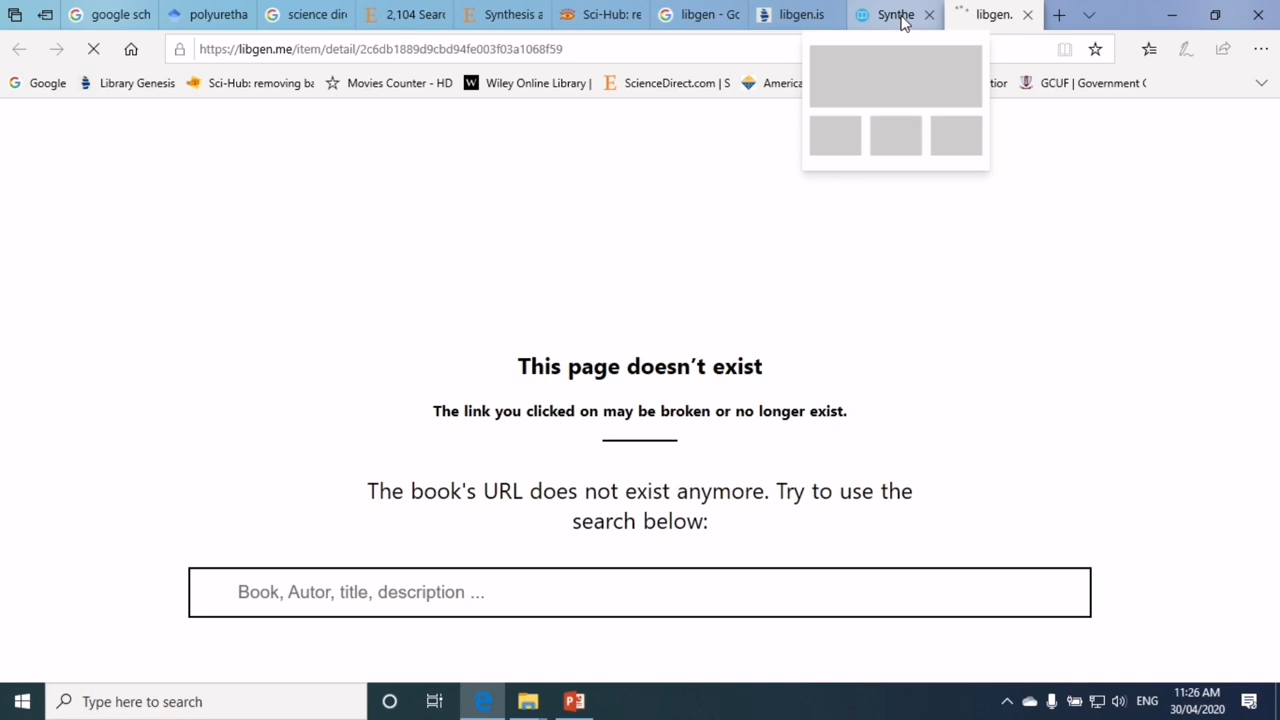 google sch
polyuretha
science dire
2,104 Searc
Synthesis a
Sci-Hub: re
libgen - Go
libgen.is
Synthe
libgen.
https://libgen.me/item/detail/2c6db1889d9cbd94fe003f03a1068f59
Google
Library Genesis
Sci-Hub: removing ba
Movies Counter - HD
Wiley Online Library |
ScienceDirect.com | S
America
tior
GCUF | Government C
This page doesn't exist
The link you clicked on may be broken or no longer exist.
The book's URL does not exist anymore. Try to use the
search below:
Book, Autor, title, description ...
Type here to search
ENG
11:26 AM
30/04/2020